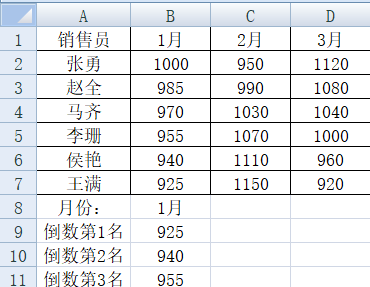 A B C D
1 销售员 1月 2月 3月
2 张勇 1000 950 1120
3 赵全 985 990 1080
4 马齐 970 1030 1040
5 李珊 955 1070 1000
6 侯艳 940 1110 960
7 王满 925 1150 920
8 月份： 1月
9 倒数第1名 925
10 倒数第2名 940
11 倒数第3名 955